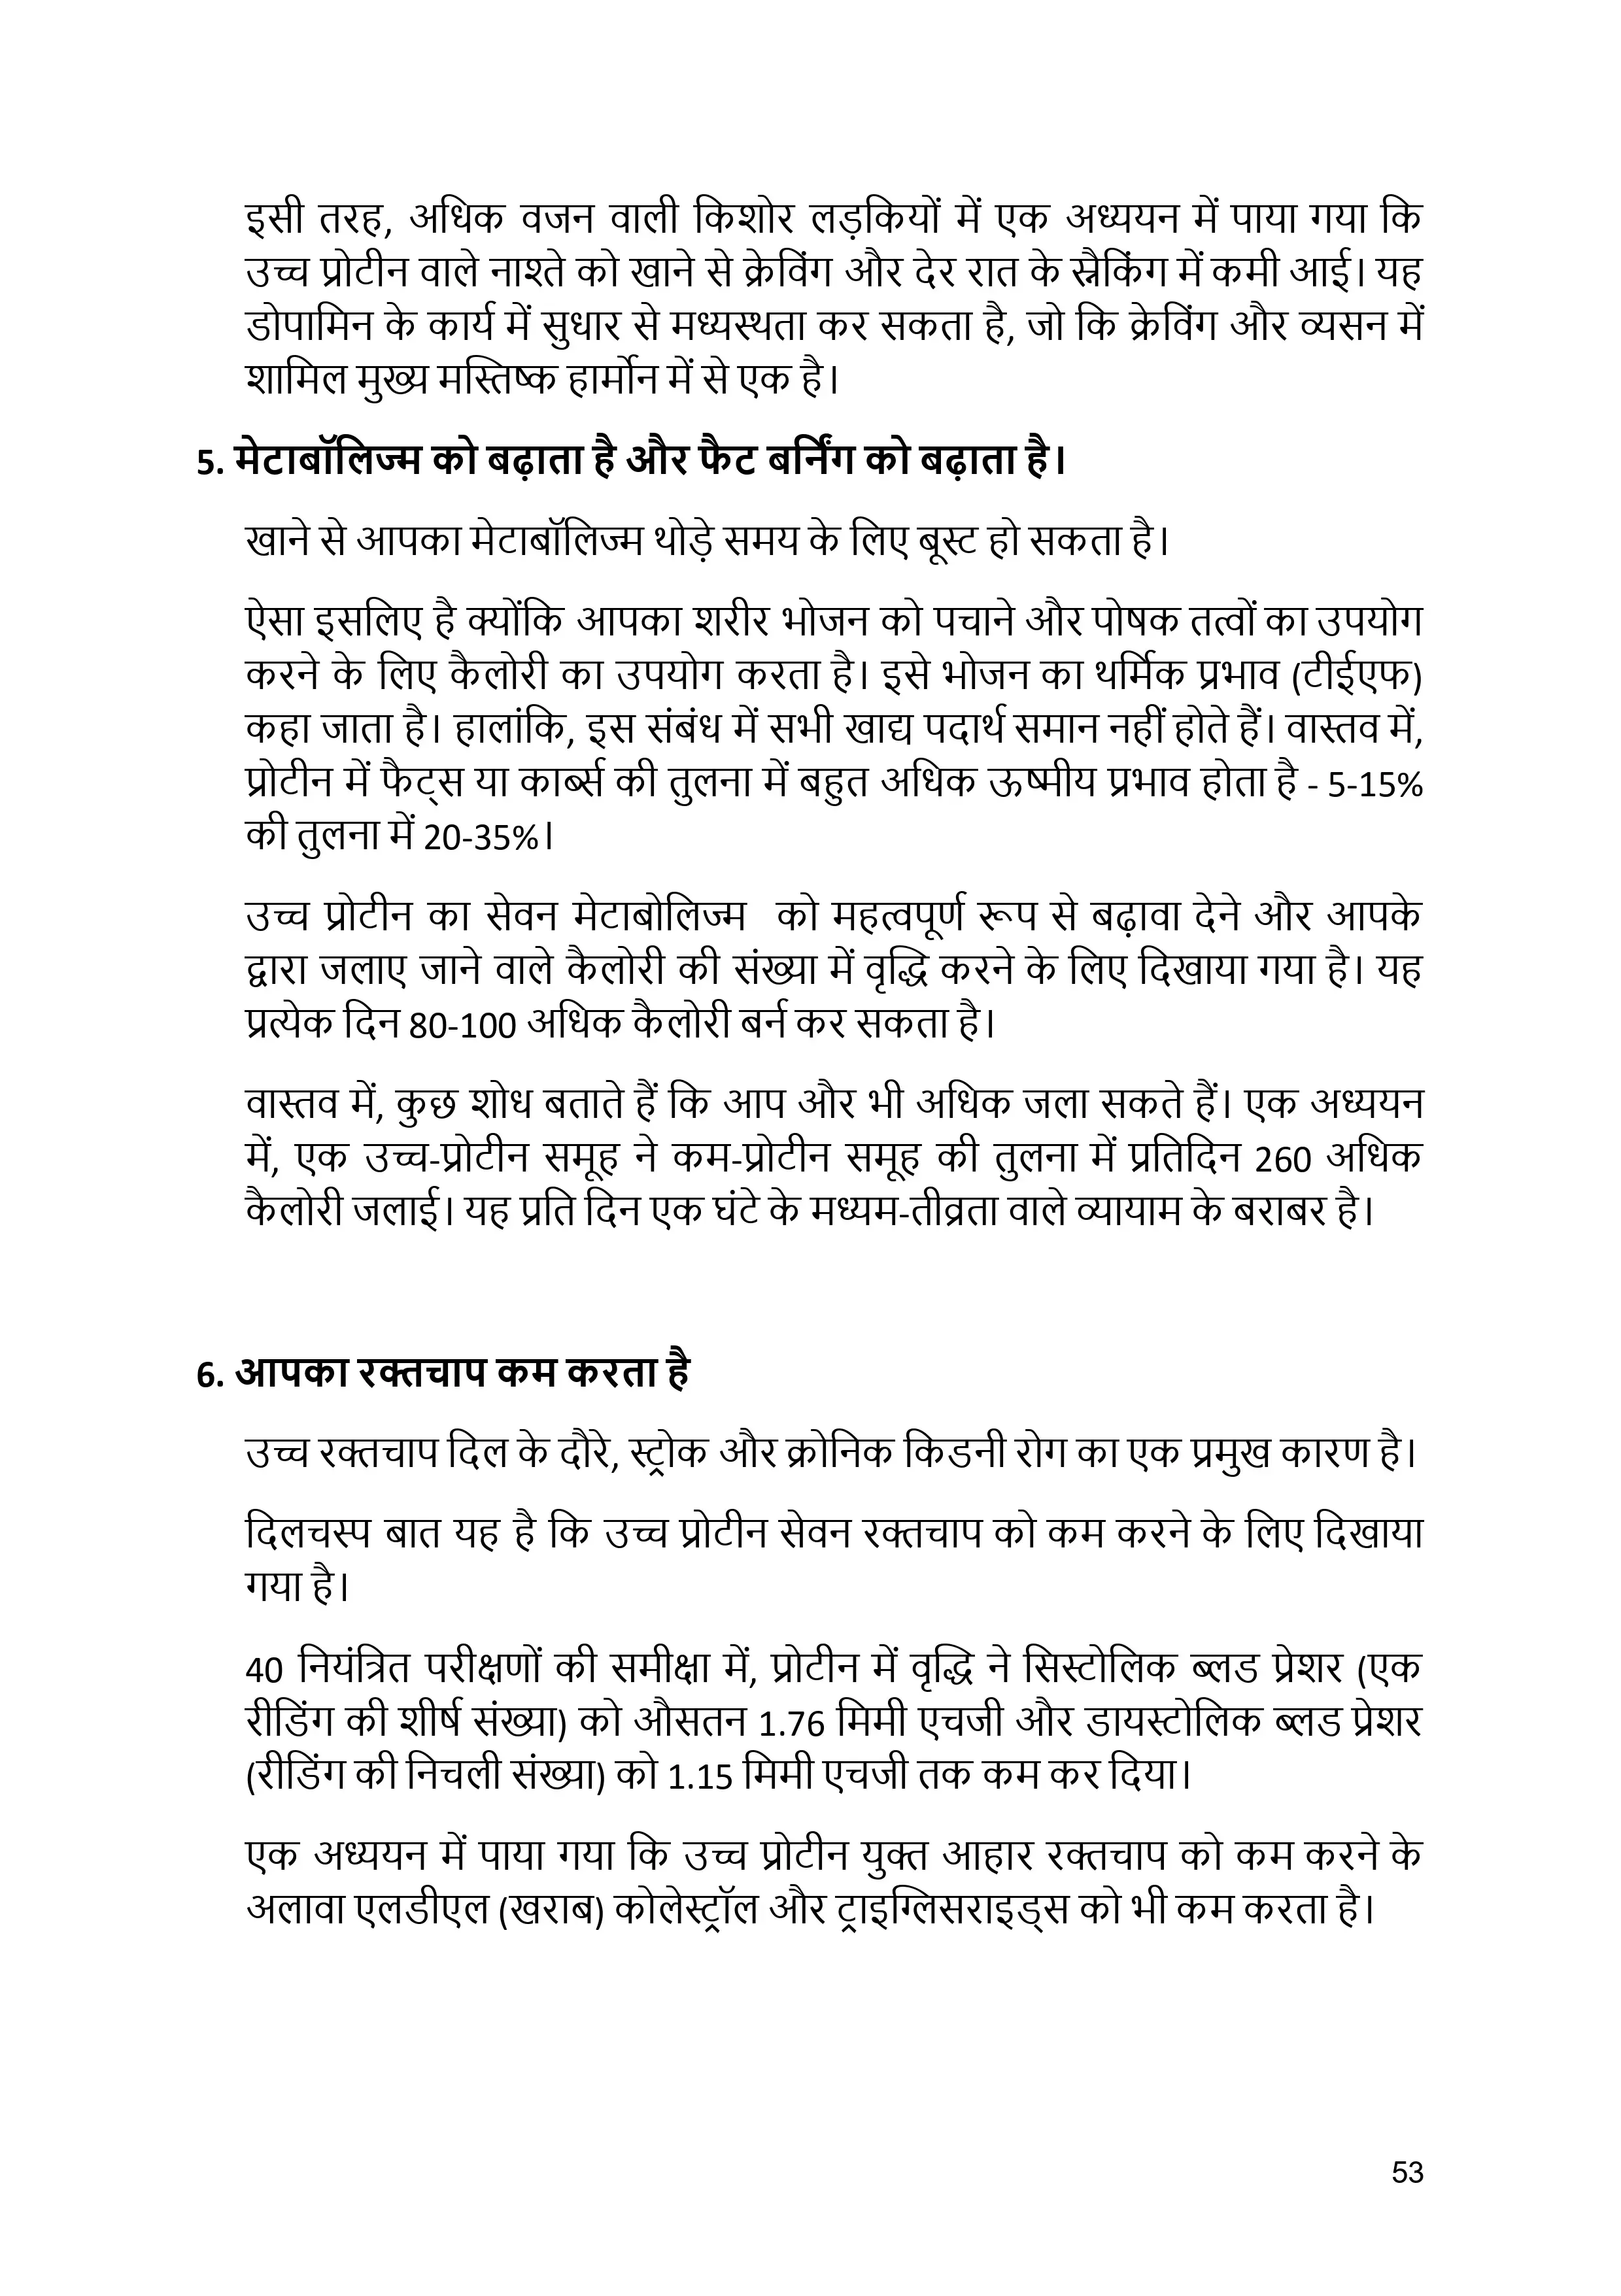 इसी तरह, अधिक वजन वाली किशोर लड़कियों में एक अध्ययन में पाया गया कि
उच्च प्रोटीन वाले नाश्ते को खाने से क्रेविंग और देर रात के स्नैकिंग में कमी आई। यह
डोपामिन के कार्य में सुधार से मध्यस्थता कर सकता है, जो कि क्रेविंग और व्यसन में
शामिल मुख्य मस्तिष्क हार्मोन में से एक है।
5. मेटाबॉलिज्म को बढ़ाता है और फैट बर्निंग को बढ़ाता है।
खाने से आपका मेटाबॉलिज्म थोड़े समय के लिए बूस्ट हो सकता है।
ऐसा इसलिए है क्योंकि आपका शरीर भोजन को पचाने और पोषक तत्वों का उपयोग
करने के लिए कैलोरी का उपयोग करता है। इसे भोजन का थर्मिक प्रभाव (टीईएफ)
कहा जाता है। हालांकि, इस संबंध में सभी खाद्य पदार्थ समान नहीं होते हैं। वास्तव में,
प्रोटीन में फैट्स या कार्ब्स की तुलना में बहुत अधिक ऊष्मीय प्रभाव होता है - 5-15%
की तुलना में 20-35%।
उच्च प्रोटीन का सेवन मेटाबोलिज्म  को महत्वपूर्ण रूप से बढ़ावा देने और आपके
द्वारा जलाए जाने वाले कैलोरी की संख्या में वृद्धि करने के लिए दिखाया गया है। यह
प्रत्येक दिन 80-100 अधिक कैलोरी बर्न कर सकता है।
वास्तव में, कुछ शोध बताते हैं कि आप और भी अधिक जला सकते हैं। एक अध्ययन
में, एक उच्च-प्रोटीन समूह ने कम-प्रोटीन समूह की तुलना में प्रतिदिन 260 अधिक
कैलोरी जलाई। यह प्रति दिन एक घंटे के मध्यम-तीव्रता वाले व्यायाम के बराबर है।
6. आपका रक्तचाप कम करता है
उच्च रक्तचाप दिल के दौरे, स्ट्रोक और क्रोनिक किडनी रोग का एक प्रमुख कारण है।
दिलचस्प बात यह है कि उच्च प्रोटीन सेवन रक्तचाप को कम करने के लिए दिखाया
गया है।
40 नियंत्रित परीक्षणों की समीक्षा में, प्रोटीन में वृद्धि ने सिस्टोलिक ब्लड प्रेशर (एक
रीडिंग की शीर्ष संख्या) को औसतन 1.76 मिमी एचजी और डायस्टोलिक ब्लड प्रेशर
(रीडिंग की निचली संख्या) को 1.15 मिमी एचजी तक कम कर दिया।
एक अध्ययन में पाया गया कि उच्च प्रोटीन युक्त आहार रक्तचाप को कम करने के
अलावा एलडीएल (खराब) कोलेस्ट्रॉल और ट्राइग्लिसराइड्स को भी कम करता है।
53